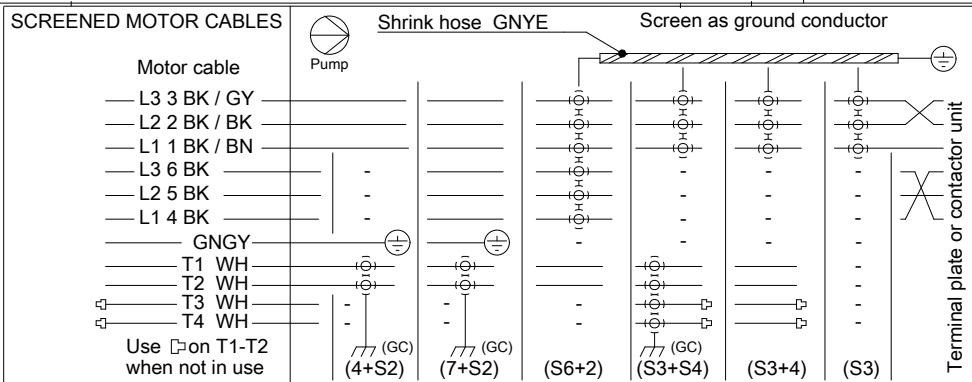 SCREENED MOTOR CABLES
Pump
Shrink hose GNYE
Screen as ground conductor
Motor cable
L3 3 BK / GY
L2 2 BK / BK
L1 1 BK / BN
L3 6 BK
L2 5 BK
L1 4 BK
GNGY
T1 WH
T2 WH
T3 WH
T4 WH
Use on T1-T2
when not in use
(GC)
(GC)
(GC)
(4+S2)
(7+S2)
(S6+2)
(S3+S4)
(S3+4)
(S3)
Terminal plate or contactor unit